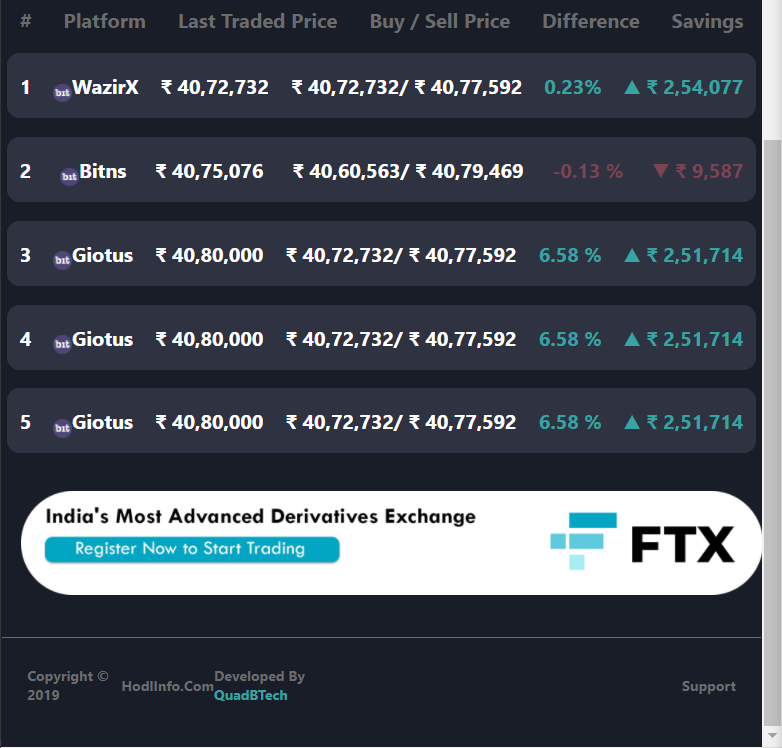 # Platform Last Traded Price Buy / Sell Price Difference Savings
1 bit WazirX ₹ 40,72,732 ₹ 40,72,732/ ₹ 40,77,592 0.23% ▲ ₹ 2,54,077
2 bit Bitns ₹ 40,75,076 ₹ 40,60,563/ ₹ 40,79,469 -0.13 % ▼ ₹ 9,587
3 bit Giotus ₹ 40,80,000 ₹ 40,72,732/ ₹ 40,77,592 6.58 % ▲ ₹ 2,51,714
4 bit Giotus ₹ 40,80,000 ₹ 40,72,732/ ₹ 40,77,592 6.58 % ▲ ₹ 2,51,714
5 bit Giotus ₹ 40,80,000 ₹ 40,72,732/ ₹ 40,77,592 6.58 % ▲ ₹ 2,51,714
India's Most Advanced Derivatives Exchange
Register Now to Start Trading
FTX
Copyright ©
2019
HodlInfo.Com
Developed By
QuadBTech
Support